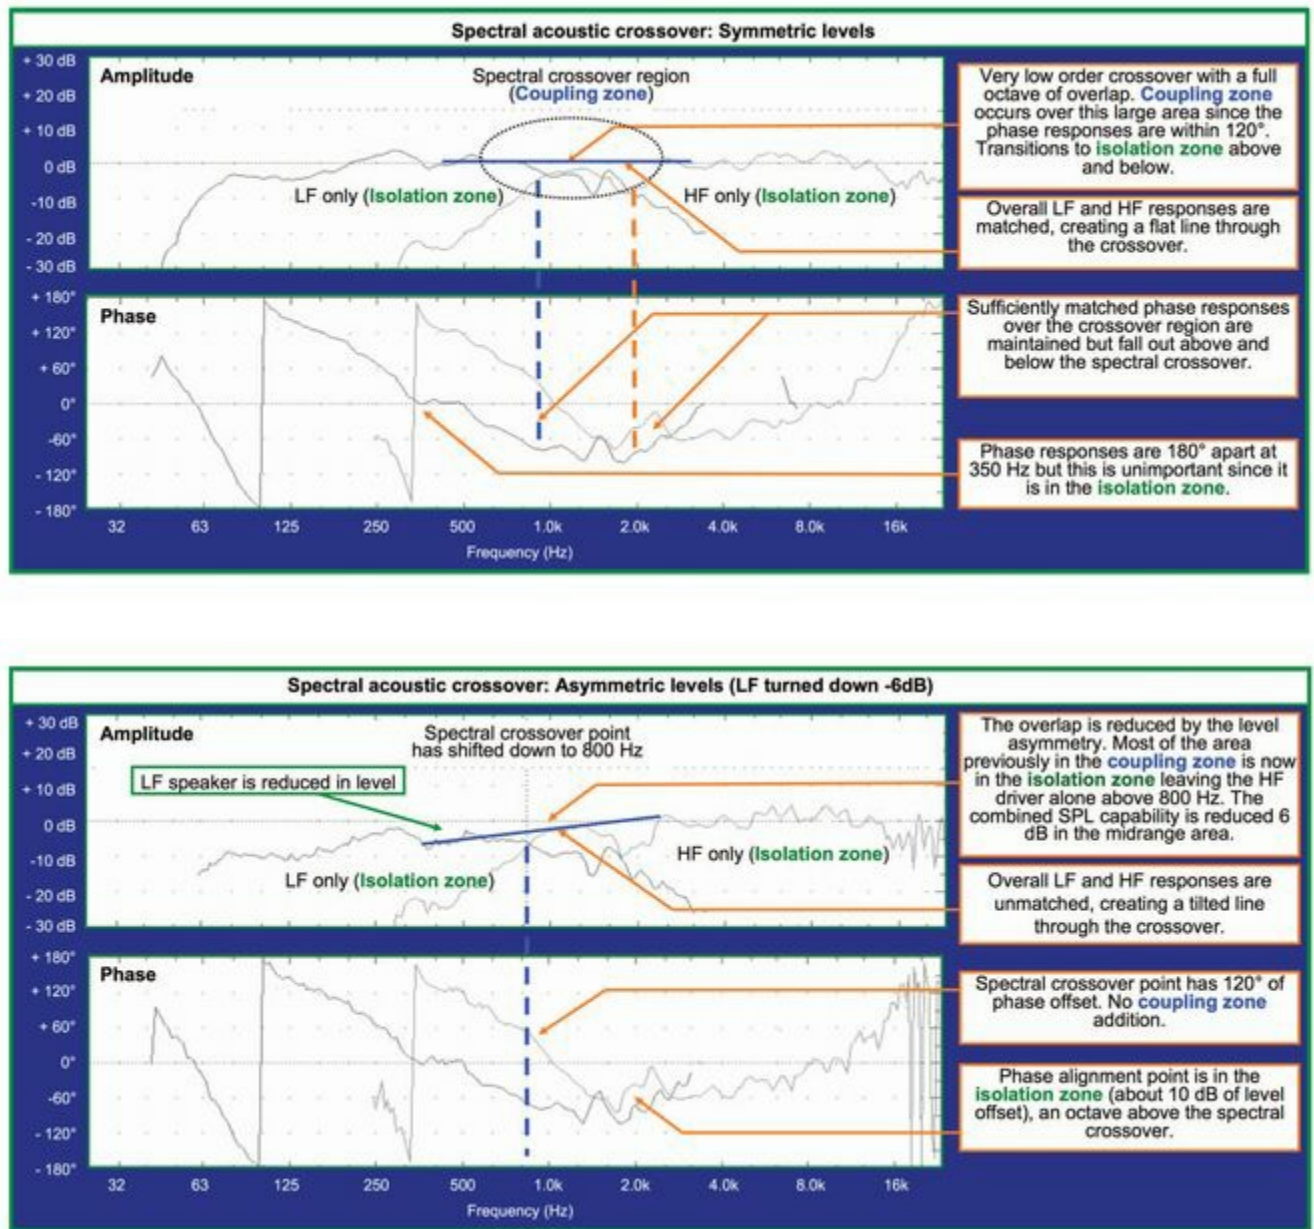 Spectral acoustic crossover: Symmetric levels
+ 30 dB
+ 20 dB
+ 10 dB
0 dB
-10 dB
- 20 dB
- 30 dB
Amplitude
Spectral crossover region
(Coupling zone)
LF only (Isolation zone)
HF only (Isolation zone)
Very low order crossover with a full
octave of overlap. Coupling zone
occurs over this large area since the
phase responses are within 120°.
Transitions to isolation zone above
and below.
Overall LF and HF responses are
matched, creating a flat line through
the crossover.
+ 180°
+ 120°
+ 60°
0°
-60°
- 120°
- 180°
Phase
Sufficiently matched phase responses
over the crossover region are
maintained but fall out above and
below the spectral crossover.
Phase responses are 180° apart at
350 Hz but this is unimportant since it
is in the isolation zone.
32 63 125 250 500 1.0k 2.0k 4.0k 8.0k 16k
Frequency (Hz)
Spectral acoustic crossover: Asymmetric levels (LF turned down -6dB)
+ 30 dB
+ 20 dB
+ 10 dB
0 dB
-10 dB
- 20 dB
- 30 dB
Amplitude
Spectral crossover point
has shifted down to 800 Hz
LF speaker is reduced in level
LF only (Isolation zone)
HF only (Isolation zone)
The overlap is reduced by the level
asymmetry. Most of the area
previously in the coupling zone is now
in the isolation zone leaving the HF
driver alone above 800 Hz. The
combined SPL capability is reduced 6
dB in the midrange area.
Overall LF and HF responses are
unmatched, creating a tilted line
through the crossover.
+ 180°
+ 120°
+ 60°
0°
-60°
- 120°
- 180°
Phase
Spectral crossover point has 120° of
phase offset. No coupling zone
addition.
Phase alignment point is in the
isolation zone (about 10 dB of level
offset), an octave above the spectral
crossover.
32 63 125 250 500 1.0k 2.0k 4.0k 8.0k 16k
Frequency (Hz)